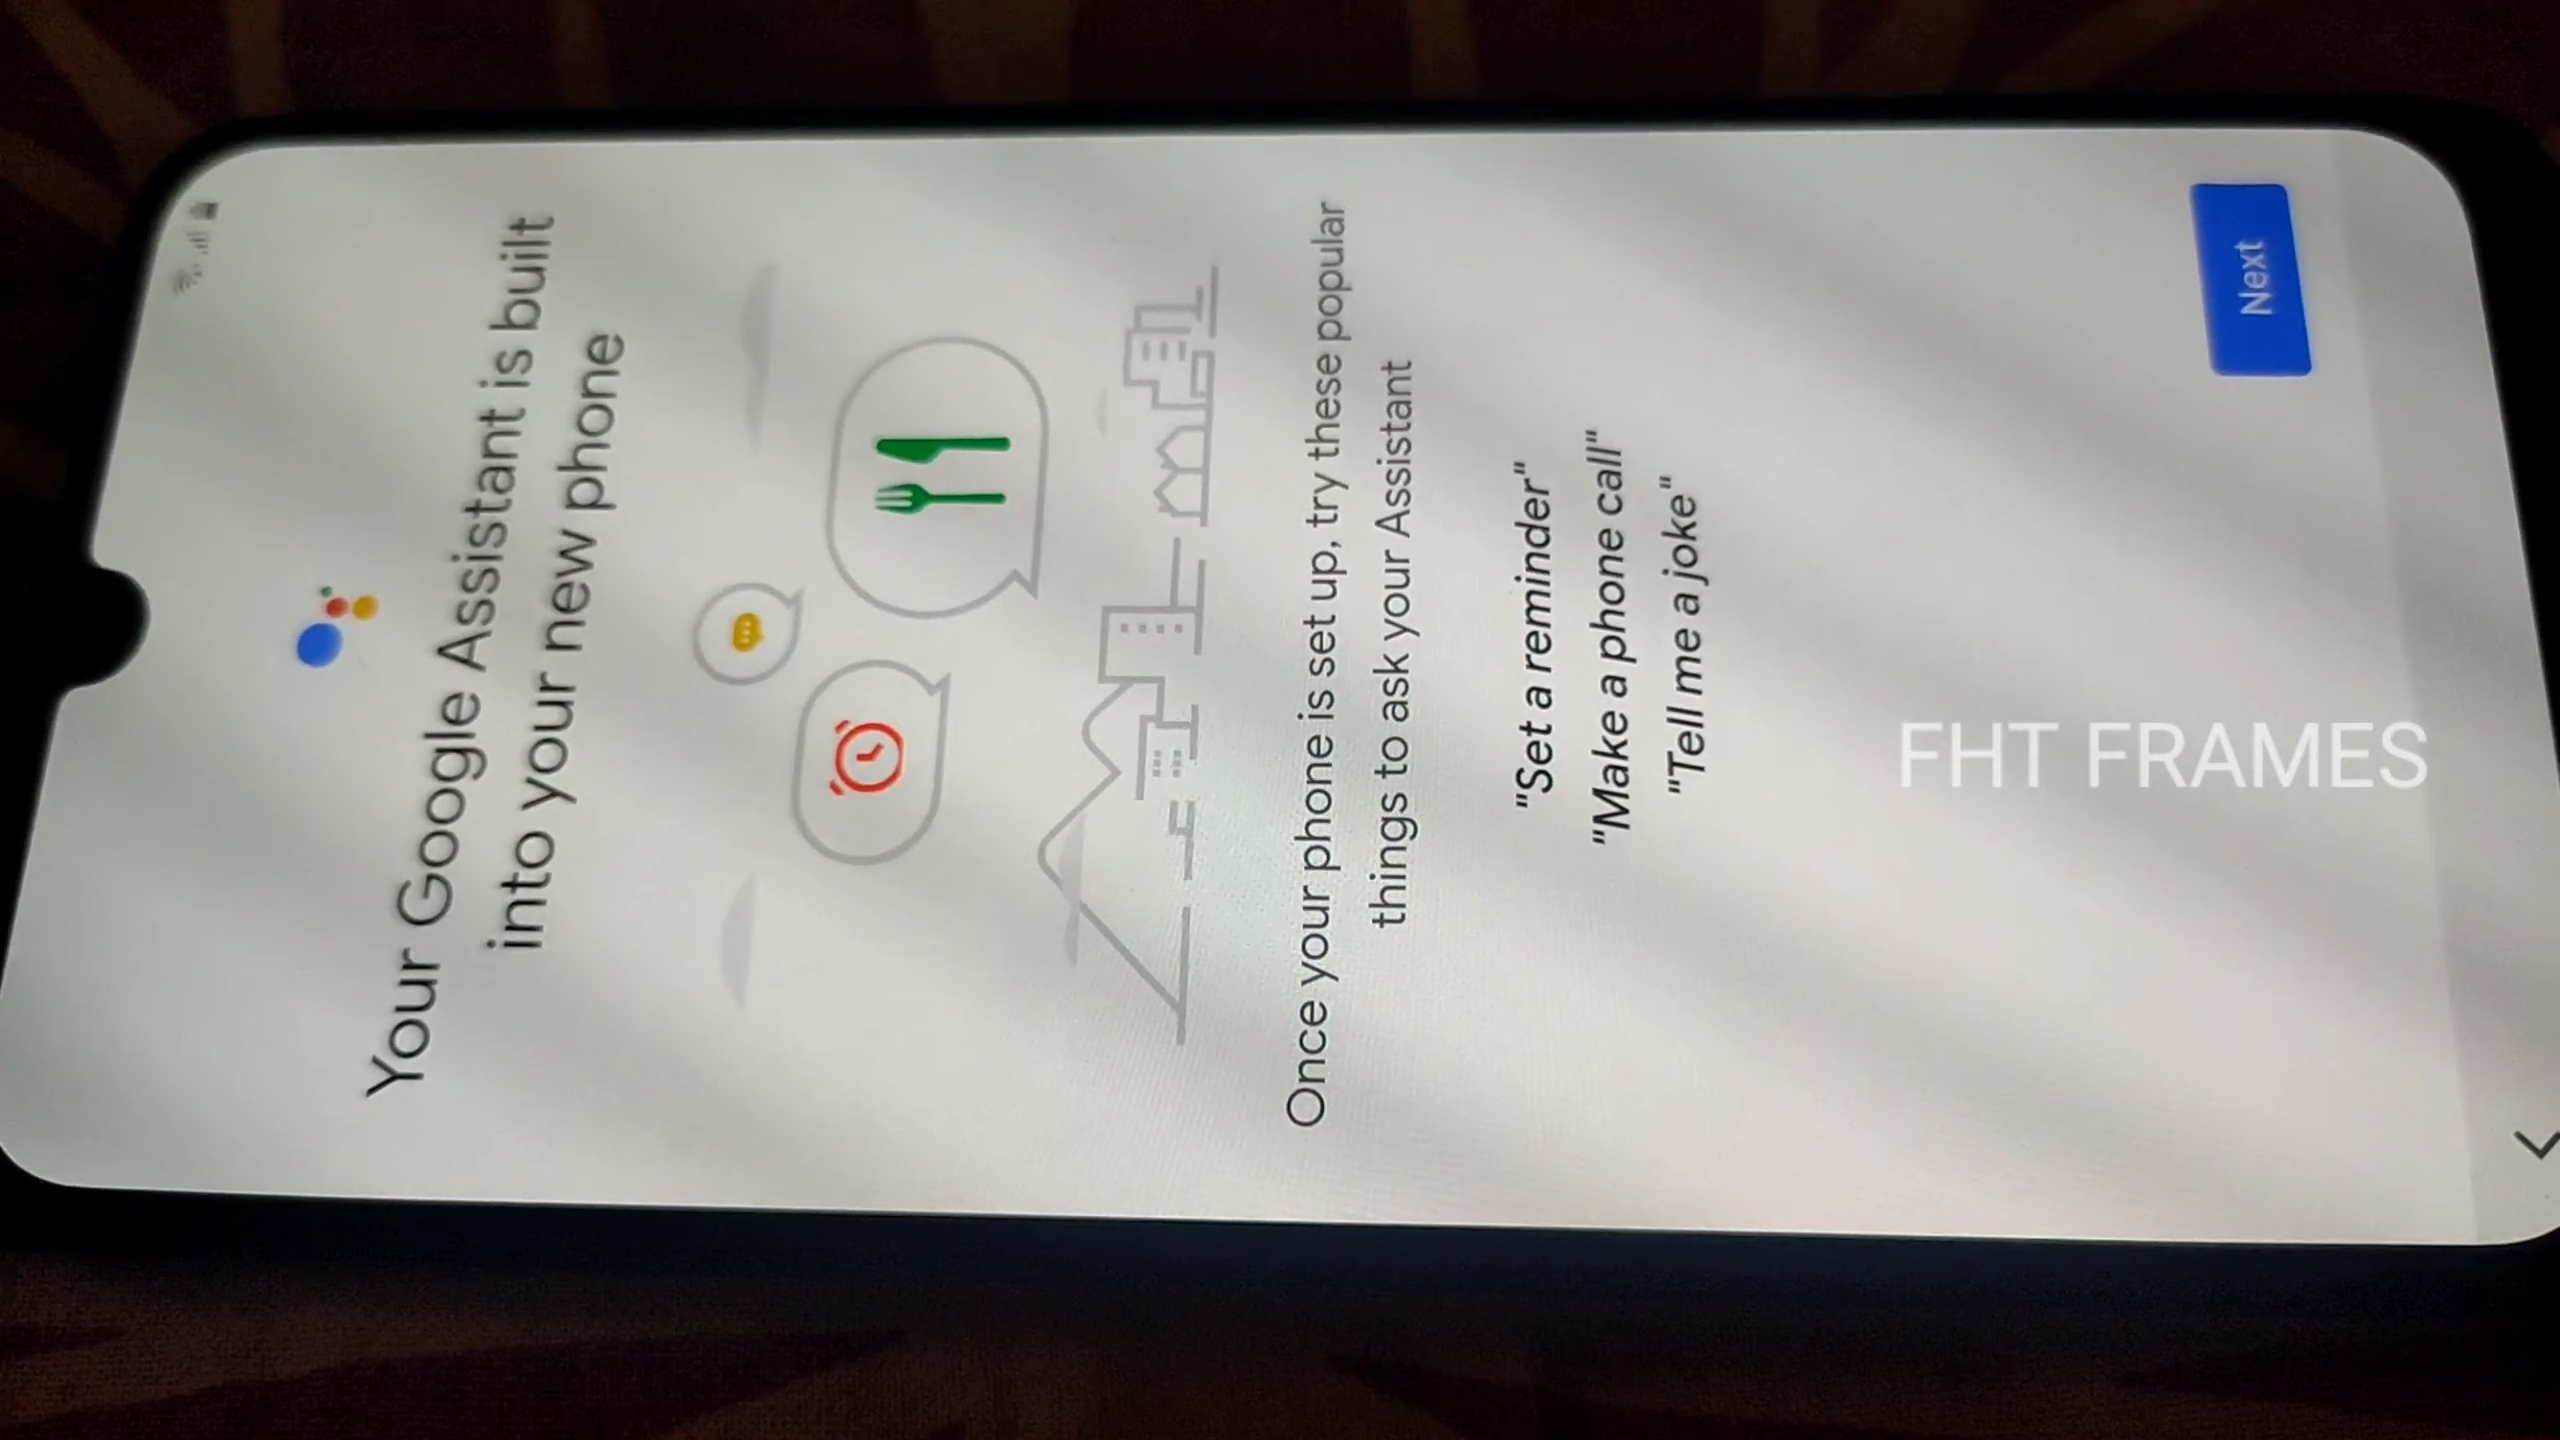 Your Google Assistant is built
into your new phone
Once your phone is set up, try these popular
things to ask your Assistant
"Set a reminder"
"Make a phone call"
"Tell me a joke"
Next
FHT FRAMES